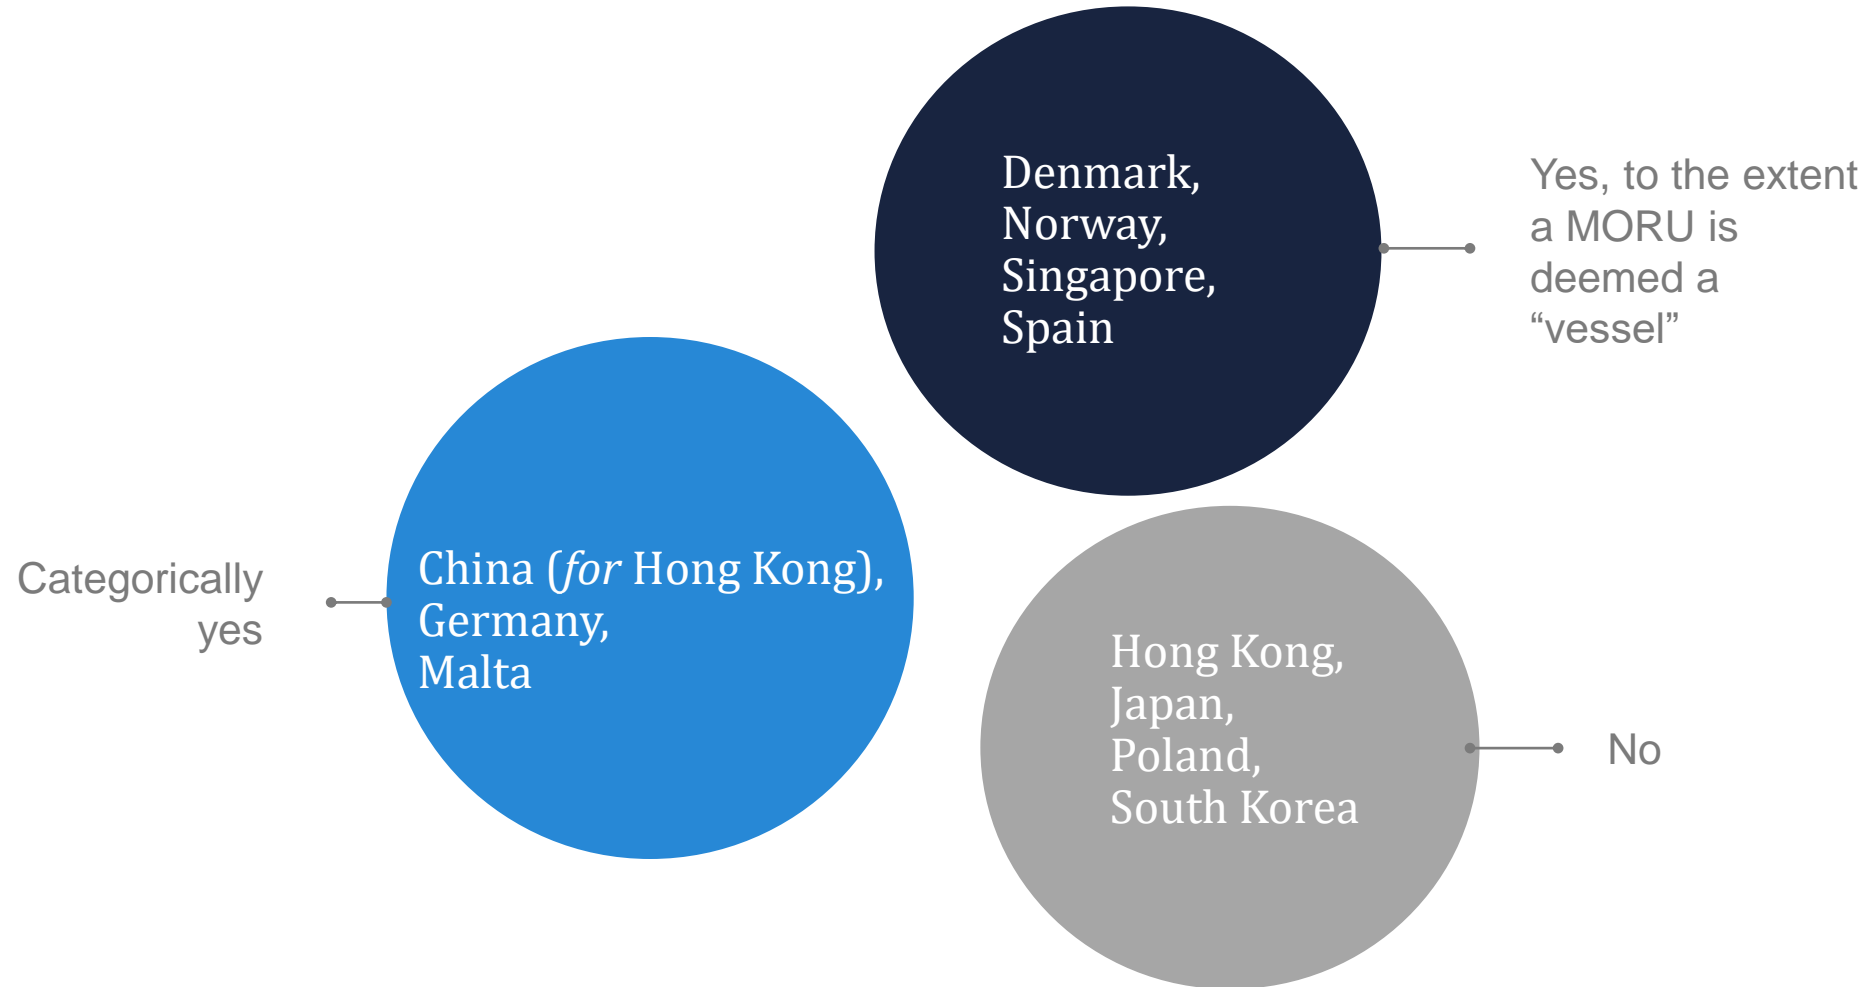 Denmark,
Norway,
Singapore,
Spain
Yes, to the extent
a MORU is
deemed a
“vessel”
Categorically
yes
China (for Hong Kong),
Germany,
Malta
Hong Kong,
Japan,
Poland,
South Korea
No